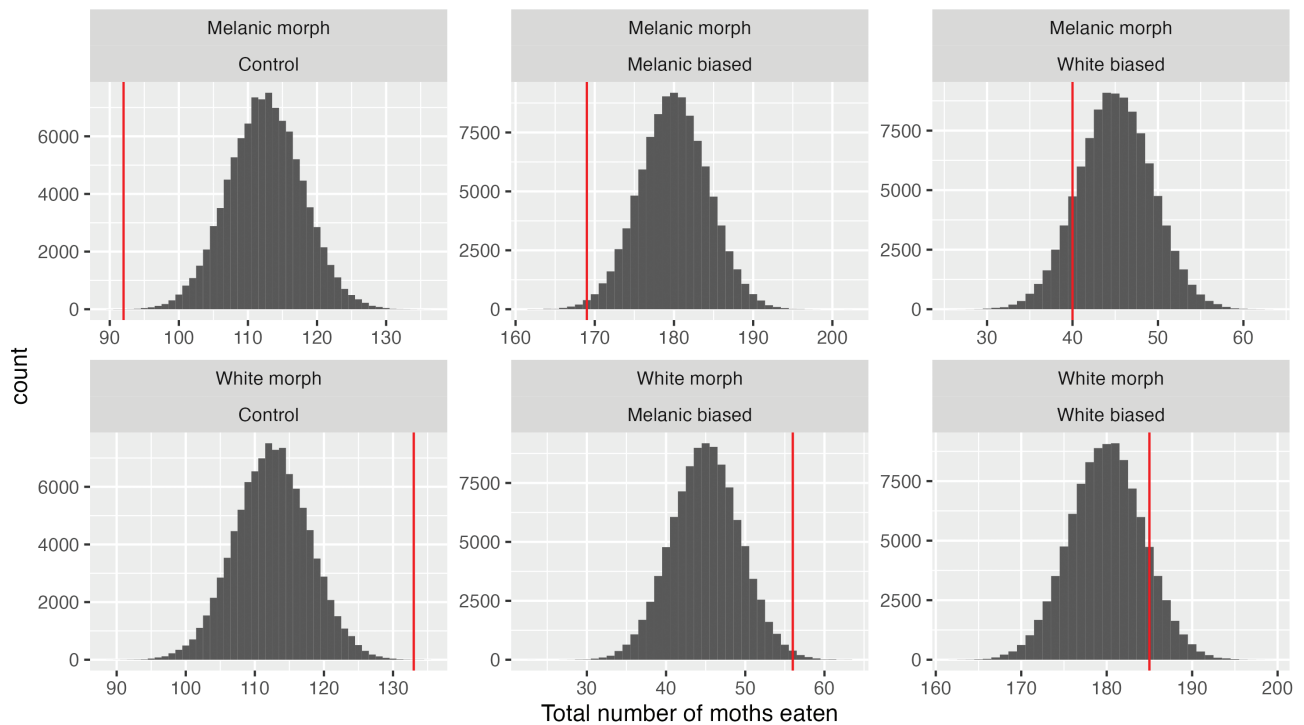 Melanic morph
Control
6000
4000
2000
0
90 100 110 120 130
Melanic morph
Melanic biased
7500
5000
2500
0
160 170 180 190 200
Melanic morph
White biased
7500
5000
2500
0
30 40 50 60
count
White morph
Control
6000
4000
2000
0
90 100 110 120 130
White morph
Melanic biased
7500
5000
2500
0
30 40 50 60
White morph
White biased
7500
5000
2500
0
160 170 180 190 200
Total number of moths eaten